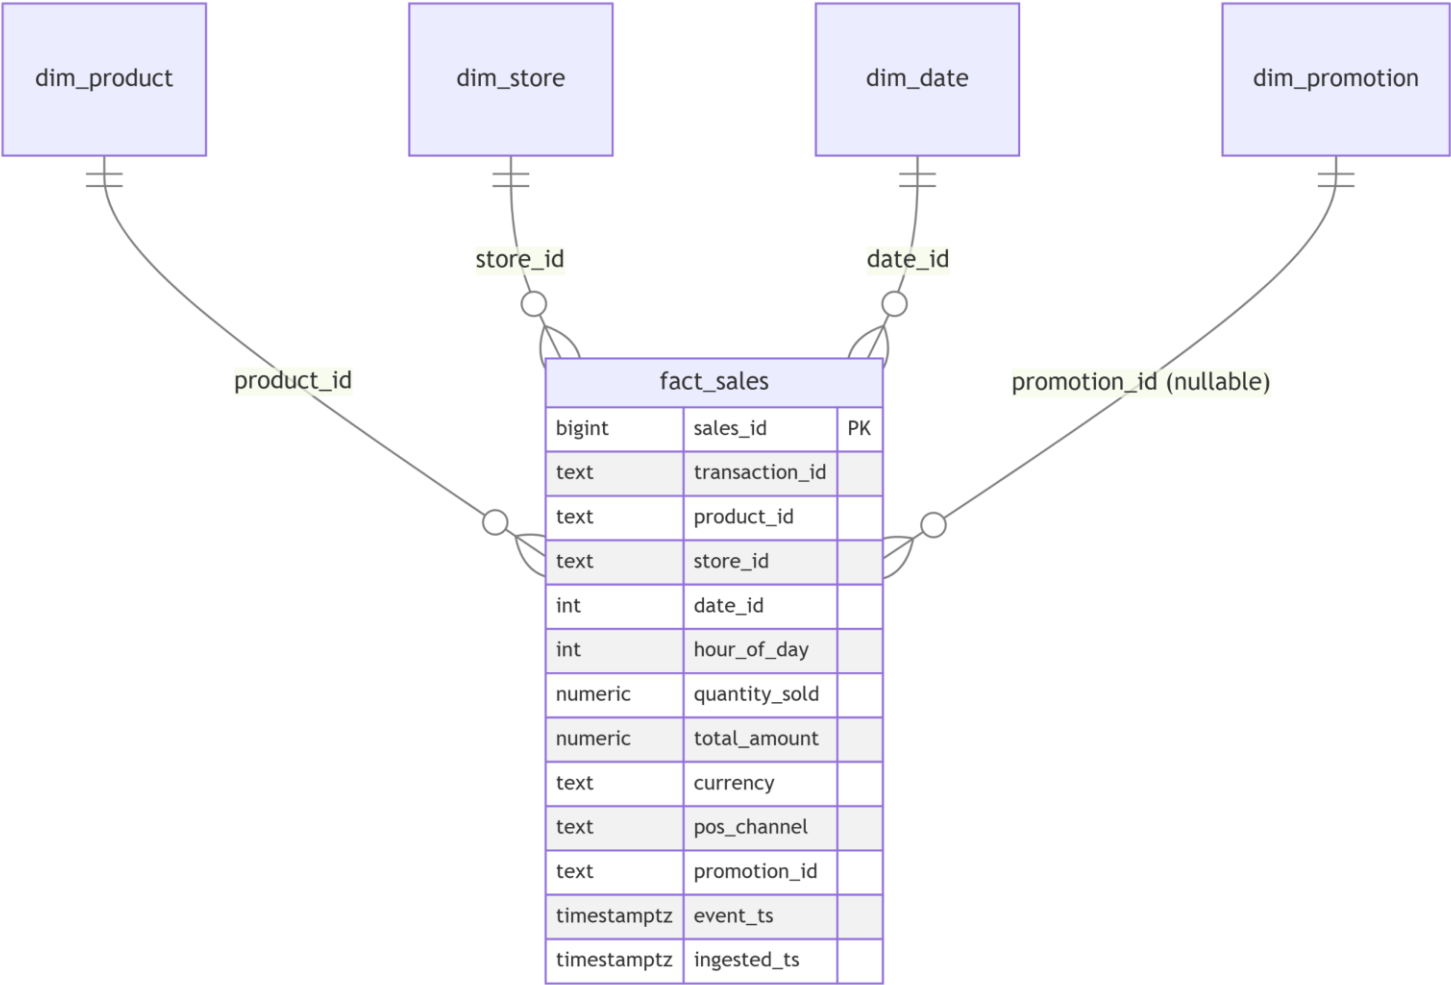 dim_product
dim_store
dim_date
dim_promotion
store_id
date_id
product_id
promotion_id (nullable)
fact_sales
bigint sales_id PK
text transaction_id
text product_id
text store_id
int date_id
int hour_of_day
numeric quantity_sold
numeric total_amount
text currency
text pos_channel
text promotion_id
timestamptz event_ts
timestamptz ingested_ts